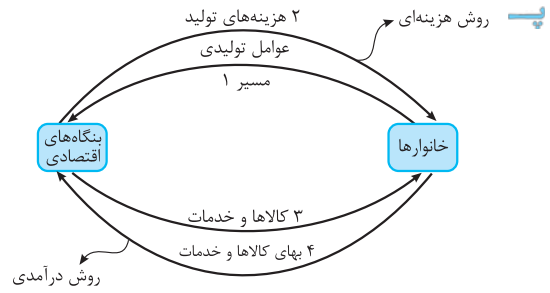 پـ
روش هزینه‌ای
۲ هزینه‌های تولید
عوامل تولیدی
مسیر ۱
خانوارها
بنگاه‌های
اقتصادی
۳ کالاها و خدمات
۴ بهای کالاها و خدمات
روش درآمدی